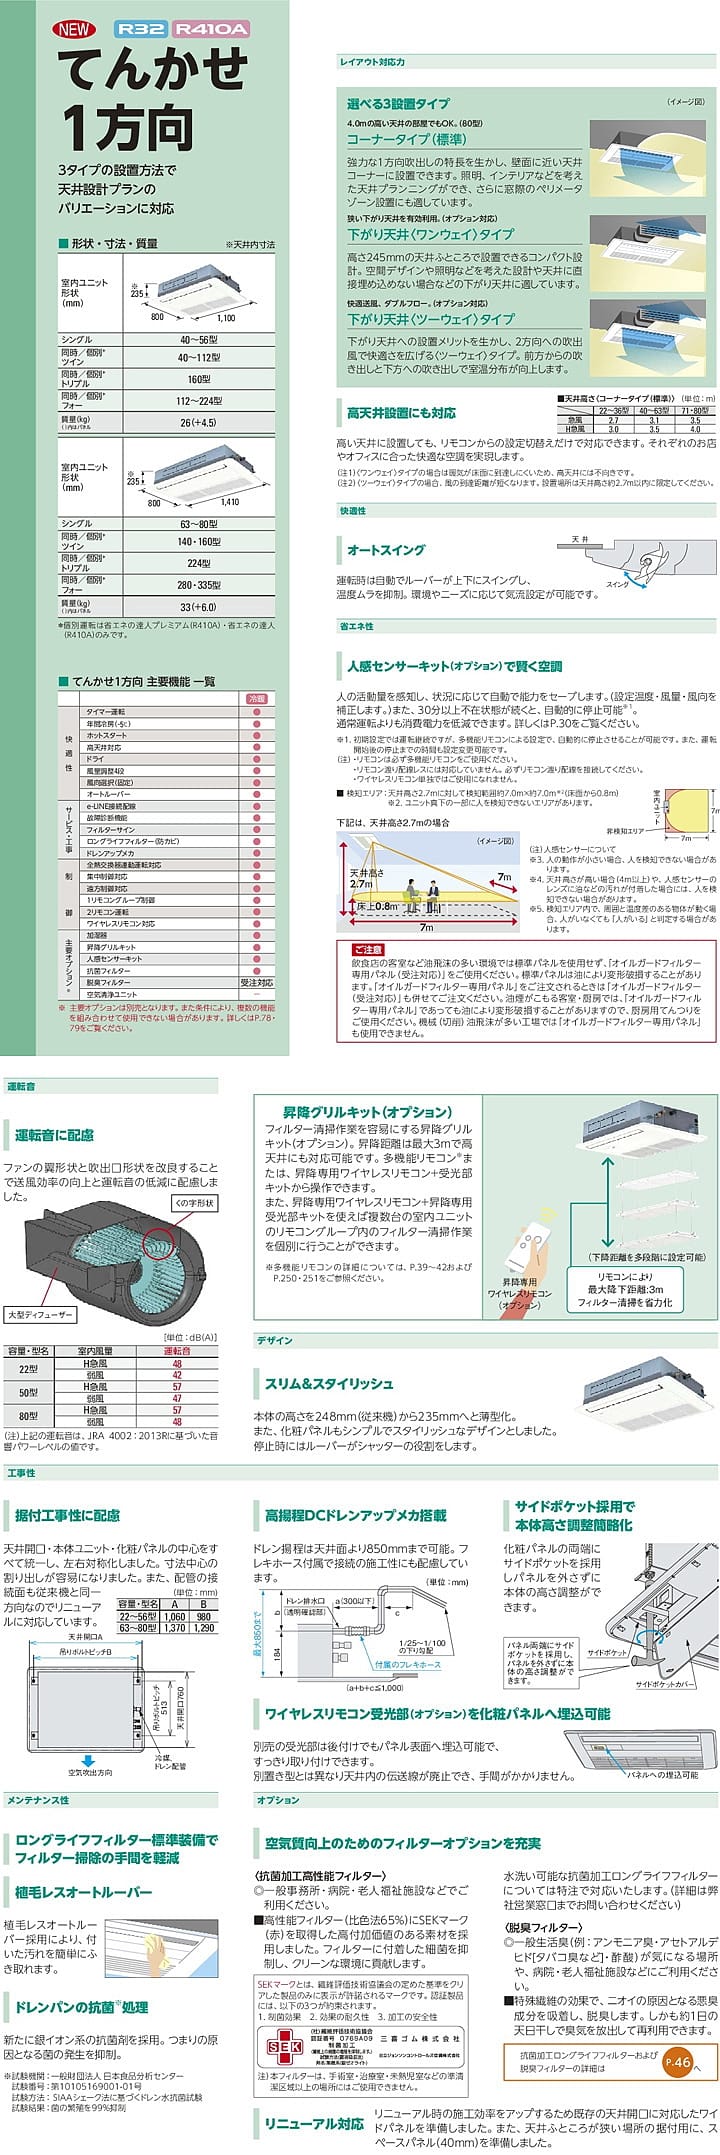 NEW R32 R410A
てんかせ
1方向
3タイプの設置方法で
天井設計プランの
バリエーションに対応
■ 形状・寸法・質量
※天井内寸法
室内ユニット
形状
(mm)
※
235
800
1,100
シングル 40〜56型
同時／個別*
ツイン 40〜112型
同時／個別*
トリプル 160型
同時／個別*
フォー 112〜224型
質量(kg)
( )内はパネル 26(+4.5)
室内ユニット
形状
(mm)
※
235
800
1,410
シングル 63〜80型
同時／個別*
ツイン 140・160型
同時／個別*
トリプル 224型
同時／個別*
フォー 280・335型
質量(kg)
( )内はパネル 33(+6.0)
*個別運転は省エネの達人プレミアム(R410A)・省エネの達人
(R410A)のみです。
■ てんかせ1方向 主要機能 一覧
冷暖
快適性
タイマー運転 ●
年間冷房(-5℃) ●
ホットスタート ●
高天井対応 ●
ドライ ●
風量調整4段 ●
風向選択(固定) ●
オートルーバー ●
サービス・工事
e-LINE接続配線 ●
故障診断機能 ●
フィルターサイン ●
ロングライフフィルター(防カビ) ●
ドレンアップメカ ●
制御
全熱交換器連動運転対応 ●
集中制御対応 ●
遠方制御対応 ●
1リモコングループ制御 ●
2リモコン運転 ●
ワイヤレスリモコン対応 ●
主要オプション※
加湿器 ●
昇降グリルキット ●
人感センサーキット ●
抗菌フィルター ●
脱臭フィルター 受注対応
空気清浄ユニット －
※ 主要オプションは別売となります。また条件により、複数の機能
を組み合わせて使用できない場合があります。詳しくはP.78・
79をご覧ください。
レイアウト対応力
選べる3設置タイプ
(イメージ図)
4.0mの高い天井の部屋でもOK。(80型)
コーナータイプ(標準)
強力な1方向吹出しの特長を生かし、壁面に近い天井
コーナーに設置できます。照明、インテリアなどを考え
た天井プランニングができ、さらに窓際のペリメータ
ゾーン設置にも適しています。
狭い下がり天井を有効利用。(オプション対応)
下がり天井〈ワンウェイ〉タイプ
高さ245mmの天井ふところで設置できるコンパクト設
計。空間デザインや照明などを考えた設計や天井に直
接埋め込めない場合などの下がり天井に適しています。
快適送風、ダブルフロー。(オプション対応)
下がり天井〈ツーウェイ〉タイプ
下がり天井への設置メリットを生かし、2方向への吹出
風で快適さを広げる〈ツーウェイ〉タイプ。前方からの吹
き出しと下方への吹き出しで室温分布が向上します。
高天井設置にも対応
■天井高さ〈コーナータイプ(標準)〉 (単位:m)
22〜36型 40〜63型 71・80型
急風 2.7 3.1 3.5
H急風 3.0 3.5 4.0
高い天井に設置しても、リモコンからの設定切替えだけで対応できます。それぞれのお店
やオフィスに合った快適な空調を実現します。
(注1)〈ワンウェイ〉タイプの場合は暖気が床面に到達しにくいため、高天井には不向きです。
(注2)〈ツーウェイ〉タイプの場合、風の到達距離が短くなります。設置場所は天井高さ約2.7m以内に限定してください。
快適性
オートスイング
運転時は自動でルーバーが上下にスイングし、
温度ムラを抑制。環境やニーズに応じて気流設定が可能です。
天 井
スイング
省エネ性
人感センサーキット(オプション)で賢く空調
人の活動量を感知し、状況に応じて自動で能力をセーブします。(設定温度・風量・風向を
補正します。)また、30分以上不在状態が続くと、自動的に停止可能※1。
通常運転よりも消費電力を低減できます。詳しくはP.30をご覧ください。
※1. 初期設定では運転継続ですが、多機能リモコンによる設定で、自動的に停止させることが可能です。また、運転
開始後の停止までの時間も設定変更可能です。
(注)・リモコンは必ず多機能リモコンをご使用ください。
・リモコン渡り配線レスには対応していません。必ずリモコン渡り配線を接続してください。
・ワイヤレスリモコン単独ではご使用になれません。
■ 検知エリア:天井高さ2.7mに対して検知範囲約7.0m×約7.0m※2(床面から0.8m)
※2. ユニット真下の一部に人を検知できないエリアがあります。
室内ユニット
7m
非検知エリア
7m
下記は、天井高さ2.7mの場合
(イメージ図)
天井高さ
2.7m
7m
床上0.8m
7m
(注)人感センサーについて
※3. 人の動作が小さい場合、人を検知できない場合があ
ります。
※4. 天井高さが高い場合(4m以上)や、人感センサーの
レンズに油などの汚れが付着した場合には、人を検
知できない場合があります。
※5. 検知エリア内で、周囲と温度差のある物体が動く場
合、人がいなくても「人がいる」と判定する場合があ
ります。
ご注意
飲食店の客室など油飛沫の多い環境では標準パネルを使用せず、「オイルガードフィルター
専用パネル(受注対応)」をご使用ください。標準パネルは油により変形破損することがあり
ます。「オイルガードフィルター専用パネル」をご注文されるときは「オイルガードフィルター
(受注対応)」も併せてご注文ください。油煙がこもる客室・厨房では、「オイルガードフィル
ター専用パネル」であっても油により変形破損することがありますので、厨房用てんつりを
ご使用ください。機械(切削)油飛沫が多い工場では「オイルガードフィルター専用パネル」
も使用できません。
運転音
運転音に配慮
ファンの翼形状と吹出口形状を改良すること
で送風効率の向上と運転音の低減に配慮しま
した。
くの字形状
大型ディフューザー
[単位:dB(A)]
容量・型名 室内風量 運転音
22型 H急風 48
弱風 42
50型 H急風 57
弱風 47
80型 H急風 57
弱風 48
(注)上記の運転音は、JRA 4002:2013Rに基づいた音
響パワーレベルの値です。
昇降グリルキット(オプション)
フィルター清掃作業を容易にする昇降グリル
キット(オプション)。昇降距離は最大3mで高
天井にも対応可能です。多機能リモコン※ま
たは、昇降専用ワイヤレスリモコン+受光部
キットから操作できます。
また、昇降専用ワイヤレスリモコン+昇降専用
受光部キットを使えば複数台の室内ユニット
のリモコングループ内のフィルター清掃作業
を個別に行うことができます。
※多機能リモコンの詳細については、P.39〜42および
P.250・251をご参照ください。
昇降専用
ワイヤレスリモコン
(オプション)
(下降距離を多段階に設定可能)
リモコンにより
最大降下距離:3m
フィルター清掃を省力化
デザイン
スリム&スタイリッシュ
本体の高さを248mm(従来機)から235mmへと薄型化。
また、化粧パネルもシンプルでスタイリッシュなデザインとしました。
停止時にはルーバーがシャッターの役割をします。
工事性
据付工事性に配慮
天井開口・本体ユニット・化粧パネルの中心をす
べて統一し、左右対称化しました。寸法中心の
割り出しが容易になりました。また、配管の接
続面も従来機と同一
方向なのでリニューア
ルに対応しています。
(単位:mm)
容量・型名 A B
22〜56型 1,060 980
63〜80型 1,370 1,290
天井開口A
吊りボルトピッチB
吊りボルトピッチ
513
天井開口760
空気吹出方向
冷媒、
ドレン配管
高揚程DCドレンアップメカ搭載
ドレン揚程は天井面より850mmまで可能。フ
レキホース付属で接続の施工性にも配慮してい
ます。
(単位:mm)
ドレン排水口
(透明確認部)
a(300以下)
b
c
最大850まで
184
1/25〜1/100
の下り勾配
付属のフレキホース
(a+b+c≦1,000)
サイドポケット採用で
本体高さ調整簡略化
化粧パネルの両端に
サイドポケットを採用
しパネルを外さずに
本体の高さ調整がで
きます。
パネル両端にサイド
ポケットを採用し、
パネルを外さずに本
体の高さ調整ができ
ます。
サイドポケット
サイドポケットカバー
ワイヤレスリモコン受光部(オプション)を化粧パネルへ埋込可能
別売の受光部は後付けでもパネル表面へ埋込可能で、
すっきり取り付けできます。
別置き型とは異なり天井内の伝送線が廃止でき、手間がかかりません。
パネルへの埋込可能
メンテナンス性
ロングライフフィルター標準装備で
フィルター掃除の手間を軽減
植毛レスオートルーバー
植毛レスオートルー
バー採用により、付
いた汚れを簡単にふ
き取れます。
ドレンパンの抗菌※処理
新たに銀イオン系の抗菌剤を採用。つまりの原
因となる菌の発生を抑制。
※試験機関:一般財団法人 日本食品分析センター
試験番号:第10105169001-01号
試験方法:SIAAシェーク法に基づくドレン水抗菌試験
試験結果:菌の繁殖を99%抑制
オプション
空気質向上のためのフィルターオプションを充実
〈抗菌加工高性能フィルター〉
◎一般事務所・病院・老人福祉施設などでご
利用ください。
■高性能フィルター(比色法65%)にSEKマーク
(赤)を取得した高付加価値のある素材を採
用しました。フィルターに付着した細菌を抑
制し、クリーンな環境に貢献します。
SEKマークとは、繊維評価技術協議会の定めた基準をクリ
アした製品のみに表示が許諾されるマークです。認証製品
には、以下の3つが約束されます。
1. 制菌効果 2. 効果の耐久性 3. 加工の安全性
SEK
(社)繊維評価技術協議会
認証番号 0769A09
制菌加工
三喜ゴム株式会社
日立ジョンソンコントロールズ空調株式会社
注)本フィルターは、手術室・治療室・未熟児室などの準清
潔区域以上の場所にはご使用できません。
水洗い可能な抗菌加工ロングライフフィルター
については特注で対応いたします。(詳細は弊
社営業窓口までお問い合わせください)
〈脱臭フィルター〉
◎一般生活臭(例:アンモニア臭・アセトアルデ
ヒド[タバコ臭など]・酢酸)が気になる場所
や、病院・老人福祉施設などにご利用くださ
い。
■特殊繊維の効果で、ニオイの原因となる悪臭
成分を吸着し、脱臭します。しかも約1日の
天日干しで臭気を放出して再利用できます。
抗菌加工ロングライフフィルターおよび
脱臭フィルターの詳細は P.46へ
リニューアル対応
リニューアル時の施工効率をアップするため既存の天井開口に対応したワイ
ドパネルを準備しました。また、天井ふところが狭い場所の据付用に、ス
ペースパネル(40mm)を準備しました。